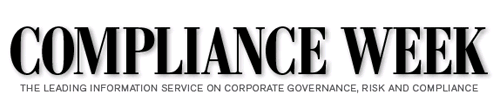 COMPLIANCE WEEK
THE LEADING INFORMATION SERVICE ON CORPORATE GOVERNANCE, RISK AND COMPLIANCE